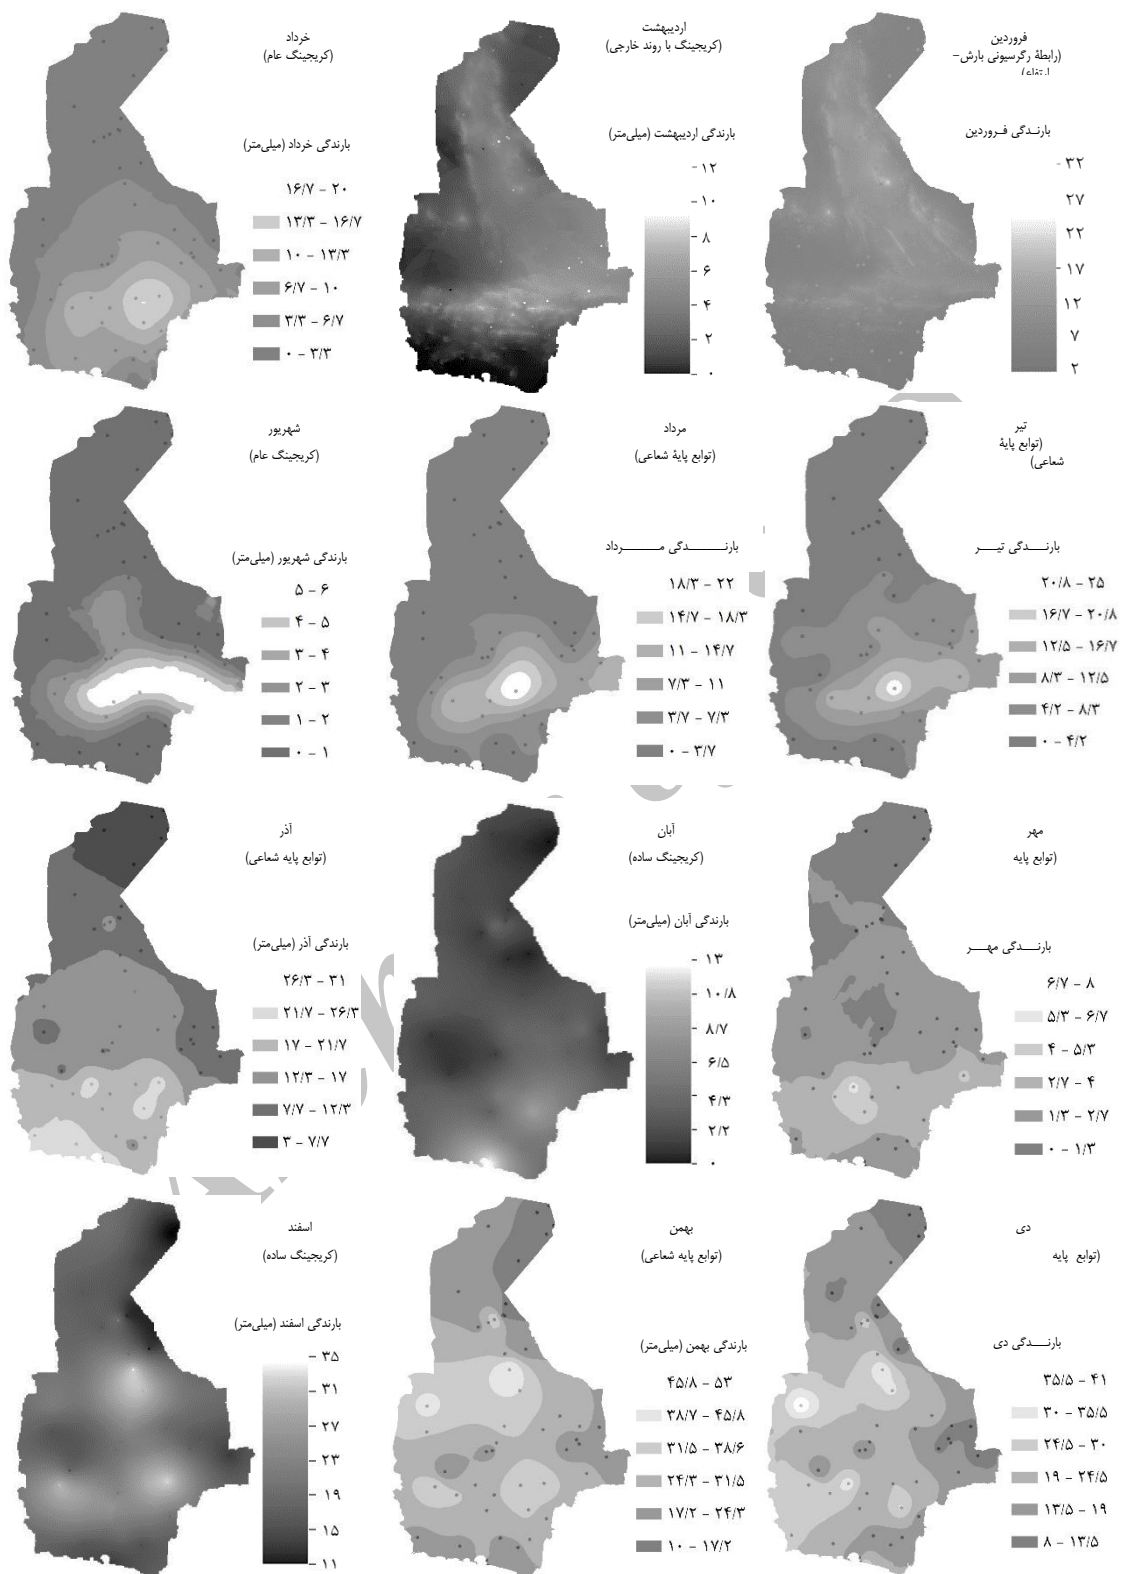 فروردین
(رابطهٔ رگرسیونی بارش-
ارتفاع)
بارندگی فروردین
۳۲
۲۷
۲۲
۱۷
۱۲
۷
۲
اردیبهشت
(کریجینگ با روند خارجی)
بارندگی اردیبهشت (میلی‌متر)
۱۲
۱۰
۸
۶
۴
۲
۰
خرداد
(کریجینگ عام)
بارندگی خرداد (میلی‌متر)
۱۶/۷ - ۲۰
۱۳/۳ - ۱۶/۷
۱۰ - ۱۳/۳
۶/۷ - ۱۰
۳/۳ - ۶/۷
۰ - ۳/۳
تیر
(توابع پایهٔ
شعاعی)
بارندگی تیر
۲۰/۸ - ۲۵
۱۶/۷ - ۲۰/۸
۱۲/۵ - ۱۶/۷
۸/۳ - ۱۲/۵
۴/۲ - ۸/۳
۰ - ۴/۲
مرداد
(توابع پایهٔ شعاعی)
بارندگی مرداد
۱۸/۳ - ۲۲
۱۴/۷ - ۱۸/۳
۱۱ - ۱۴/۷
۷/۳ - ۱۱
۳/۷ - ۷/۳
۰ - ۳/۷
شهریور
(کریجینگ عام)
بارندگی شهریور (میلی‌متر)
۵ - ۶
۴ - ۵
۳ - ۴
۲ - ۳
۱ - ۲
۰ - ۱
مهر
(توابع پایه
بارندگی مهر
۶/۷ - ۸
۵/۳ - ۶/۷
۴ - ۵/۳
۲/۷ - ۴
۱/۳ - ۲/۷
۰ - ۱/۳
آبان
(کریجینگ ساده)
بارندگی آبان (میلی‌متر)
۱۳
۱۰/۸
۸/۷
۶/۵
۴/۳
۲/۲
۰
آذر
(توابع پایه شعاعی)
بارندگی آذر (میلی‌متر)
۲۶/۳ - ۳۱
۲۱/۷ - ۲۶/۳
۱۷ - ۲۱/۷
۱۲/۳ - ۱۷
۷/۷ - ۱۲/۳
۳ - ۷/۷
دی
(توابع پایه
بارندگی دی
۳۵/۵ - ۴۱
۳۰ - ۳۵/۵
۲۴/۵ - ۳۰
۱۹ - ۲۴/۵
۱۳/۵ - ۱۹
۸ - ۱۳/۵
بهمن
(توابع پایه شعاعی)
بارندگی بهمن (میلی‌متر)
۴۵/۸ - ۵۳
۳۸/۷ - ۴۵/۸
۳۱/۵ - ۳۸/۶
۲۴/۳ - ۳۱/۵
۱۷/۲ - ۲۴/۳
۱۰ - ۱۷/۲
اسفند
(کریجینگ ساده)
بارندگی اسفند (میلی‌متر)
۳۵
۳۱
۲۷
۲۳
۱۹
۱۵
۱۱